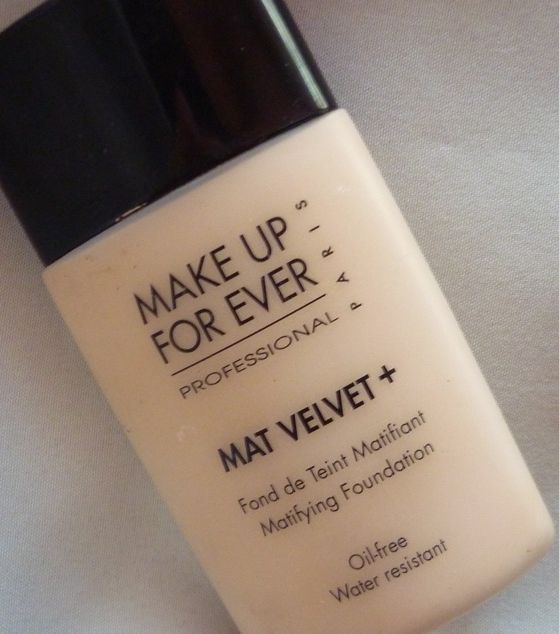 MAKE UP
FOR EVER
PROFESSIONAL
PARIS
MAT VELVET +
Fond de Teint Matifiant
Matifying Foundation
Oil-free
Water resistant